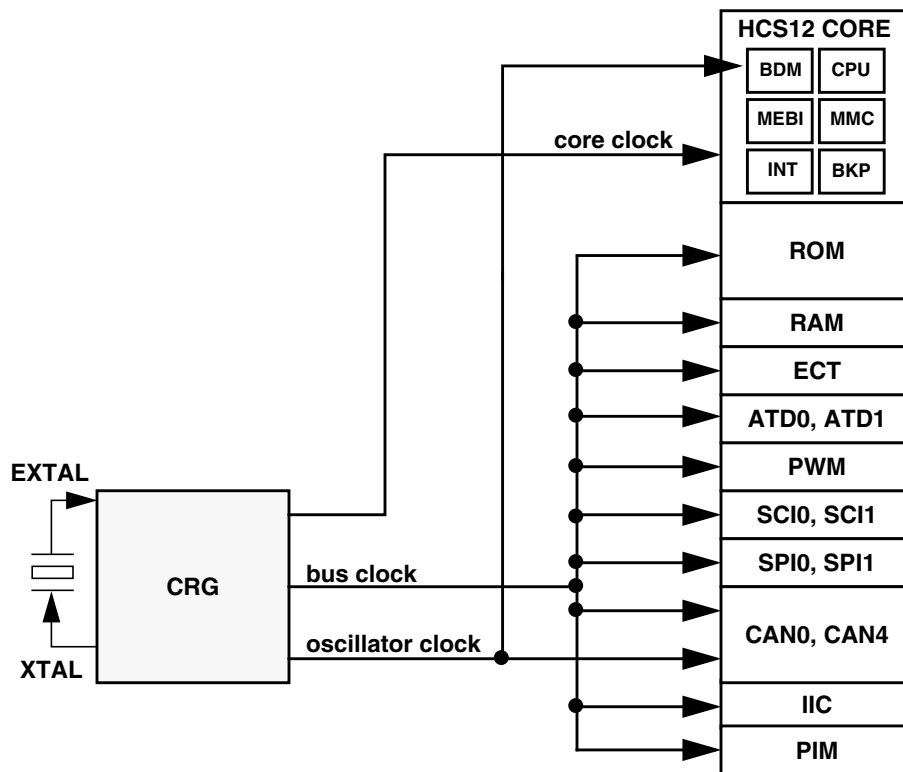 HCS12 CORE
BDM CPU
MEBI MMC
core clock
INT BKP
ROM
RAM
ECT
ATD0, ATD1
EXTAL
PWM
SCI0, SCI1
SPI0, SPI1
bus clock
CRG
CAN0, CAN4
oscillator clock
XTAL
IIC
PIM